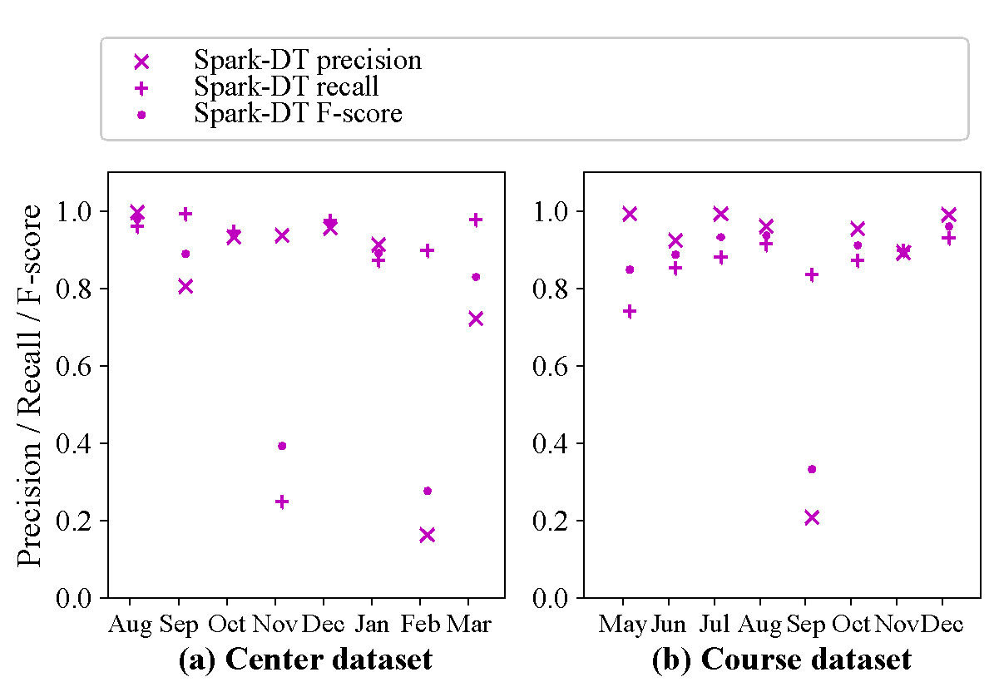 Spark-DT precision
Spark-DT recall
Spark-DT F-score
Precision / Recall / F-score
1.0
0.8
0.6
0.4
0.2
0.0
Aug Sep Oct Nov Dec Jan Feb Mar
(a) Center dataset
1.0
0.8
0.6
0.4
0.2
0.0
May Jun Jul Aug Sep Oct Nov Dec
(b) Course dataset